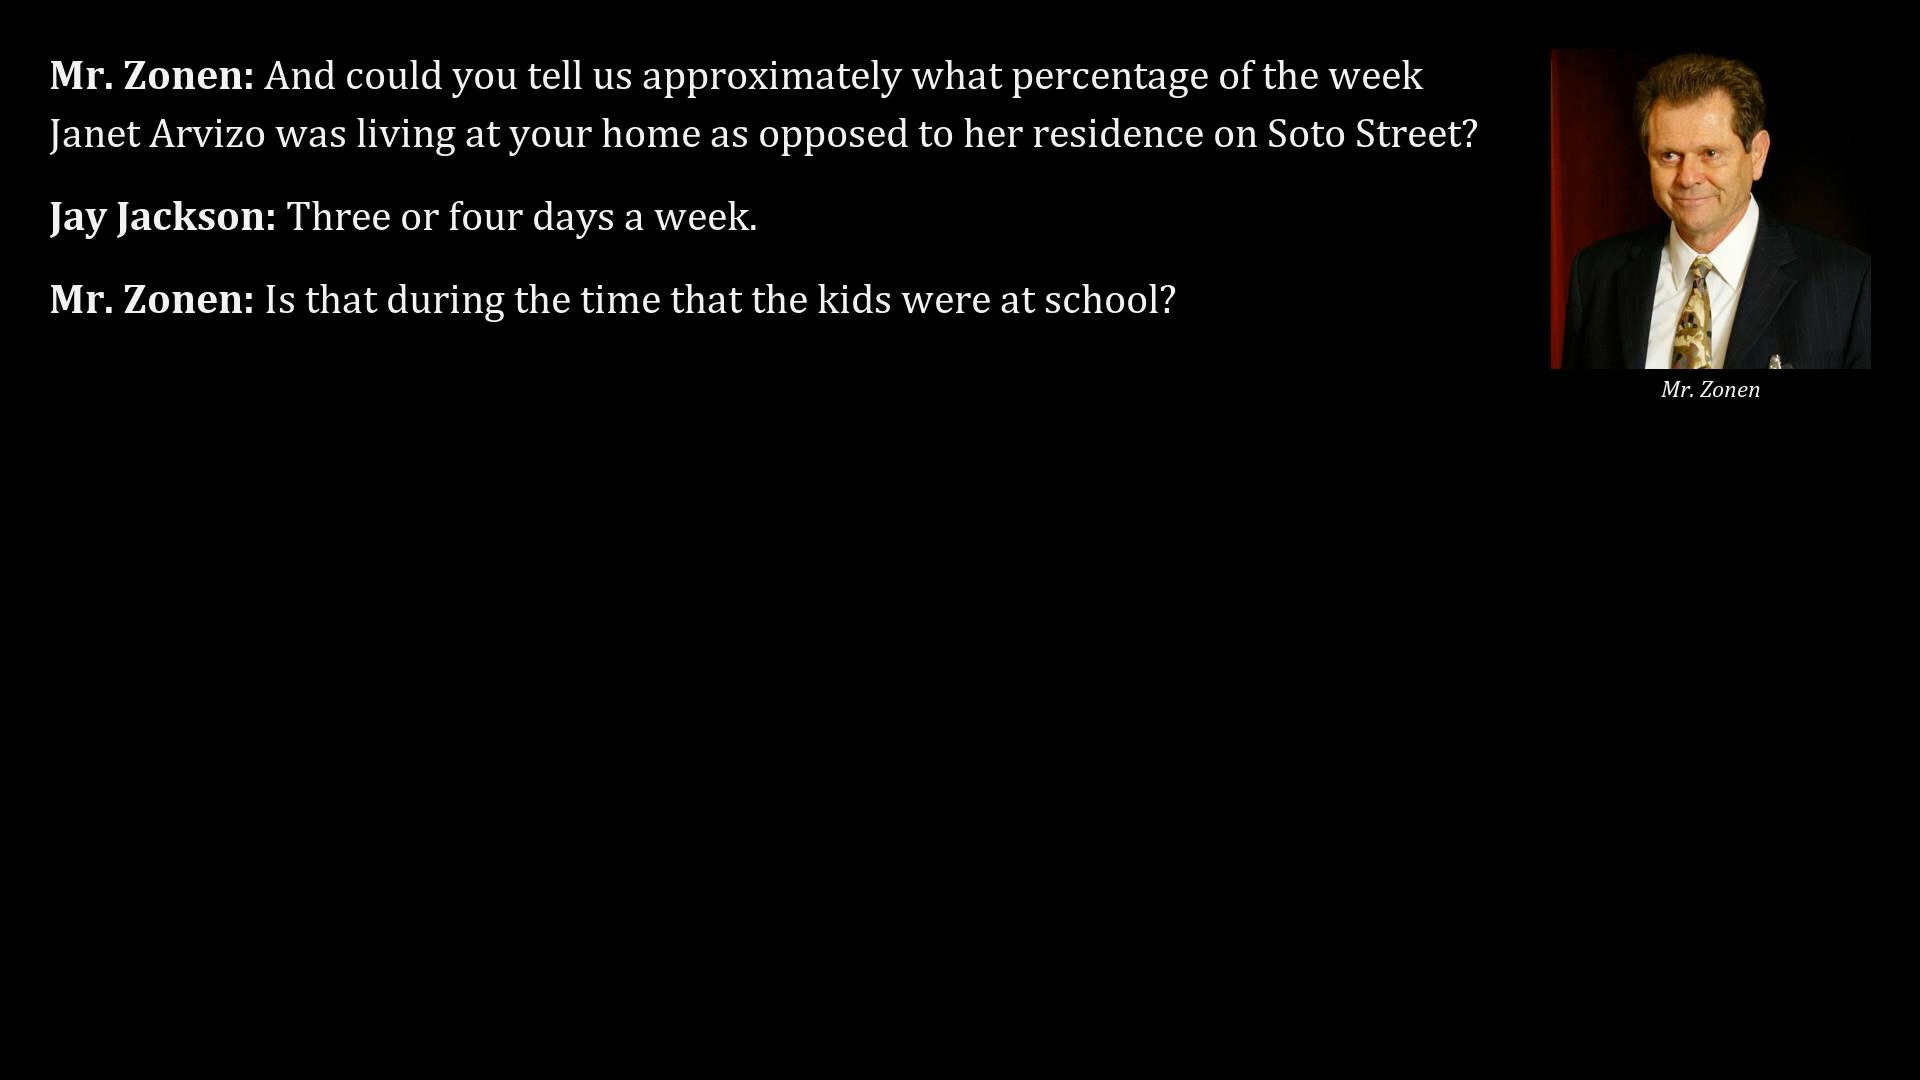 Mr. Zonen: And could you tell us approximately what percentage of the week
Janet Arvizo was living at your home as opposed to her residence on Soto Street?
Jay Jackson: Three or four days a week.
Mr. Zonen: Is that during the time that the kids were at school?
Mr. Zonen